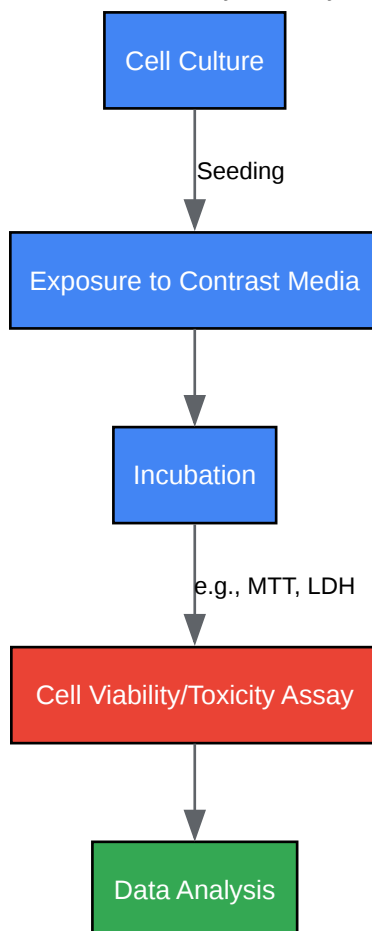 Cell Culture
Seeding
Exposure to Contrast Media
Incubation
e.g., MTT, LDH
Cell Viability/Toxicity Assay
Data Analysis